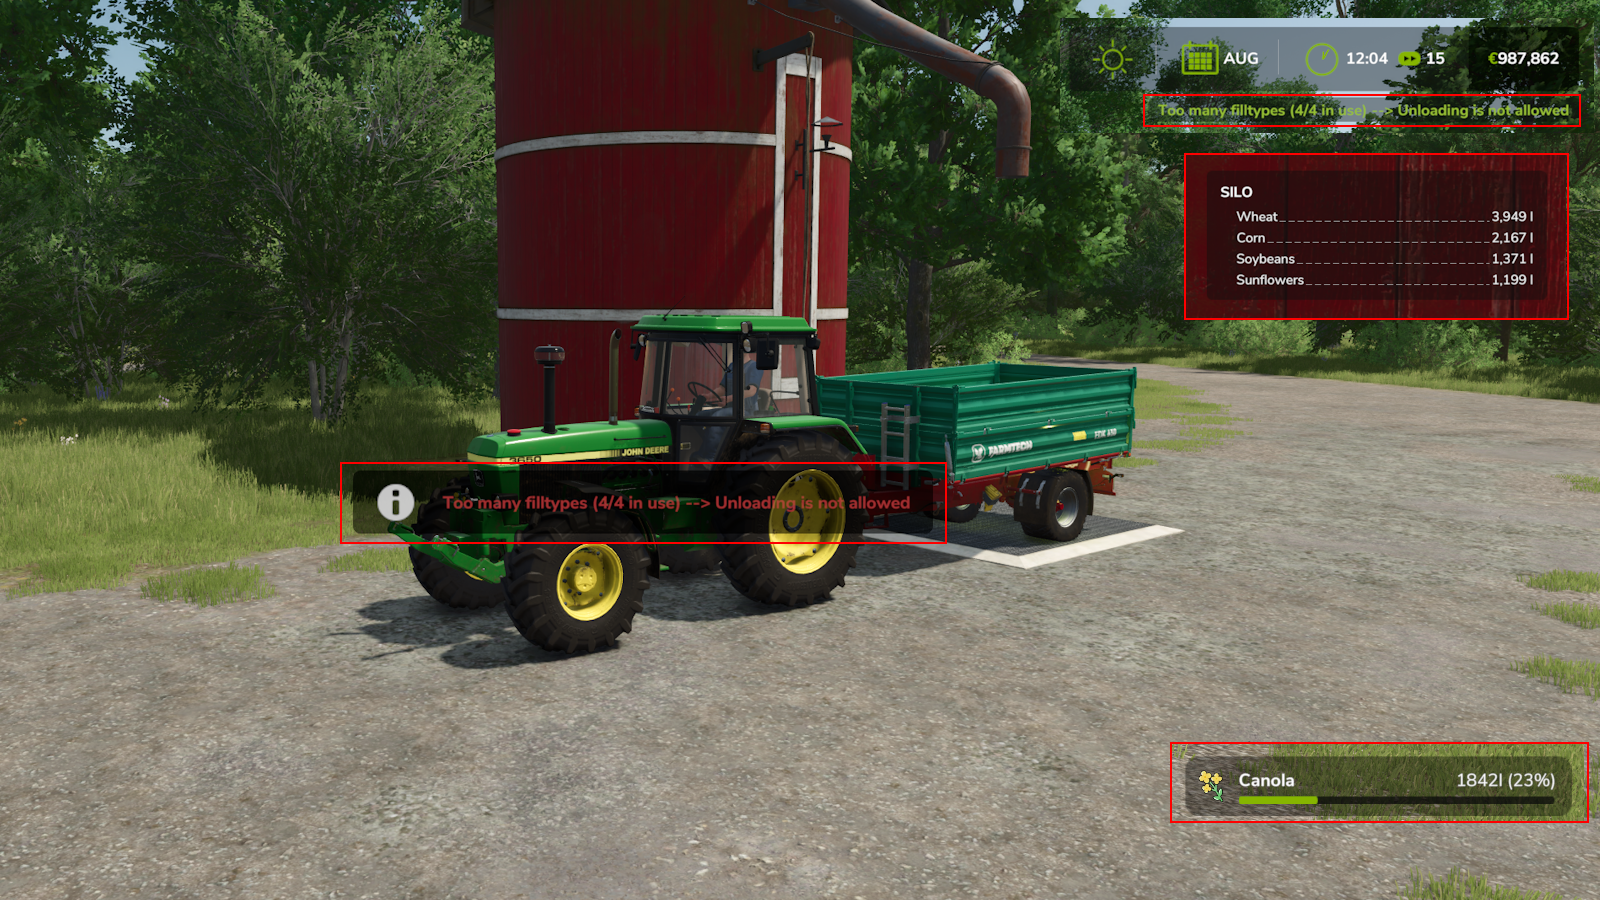 AUG 12:04 15 €987,862
Too many filltypes (4/4 in use) --> Unloading is not allowed
SILO
Wheat 3,949 l
Corn 2,167 l
Soybeans 1,371 l
Sunflowers 1,199 l
3650 JOHN DEERE
FARMTECH
Too many filltypes (4/4 in use) --> Unloading is not allowed
Canola 1842l (23%)